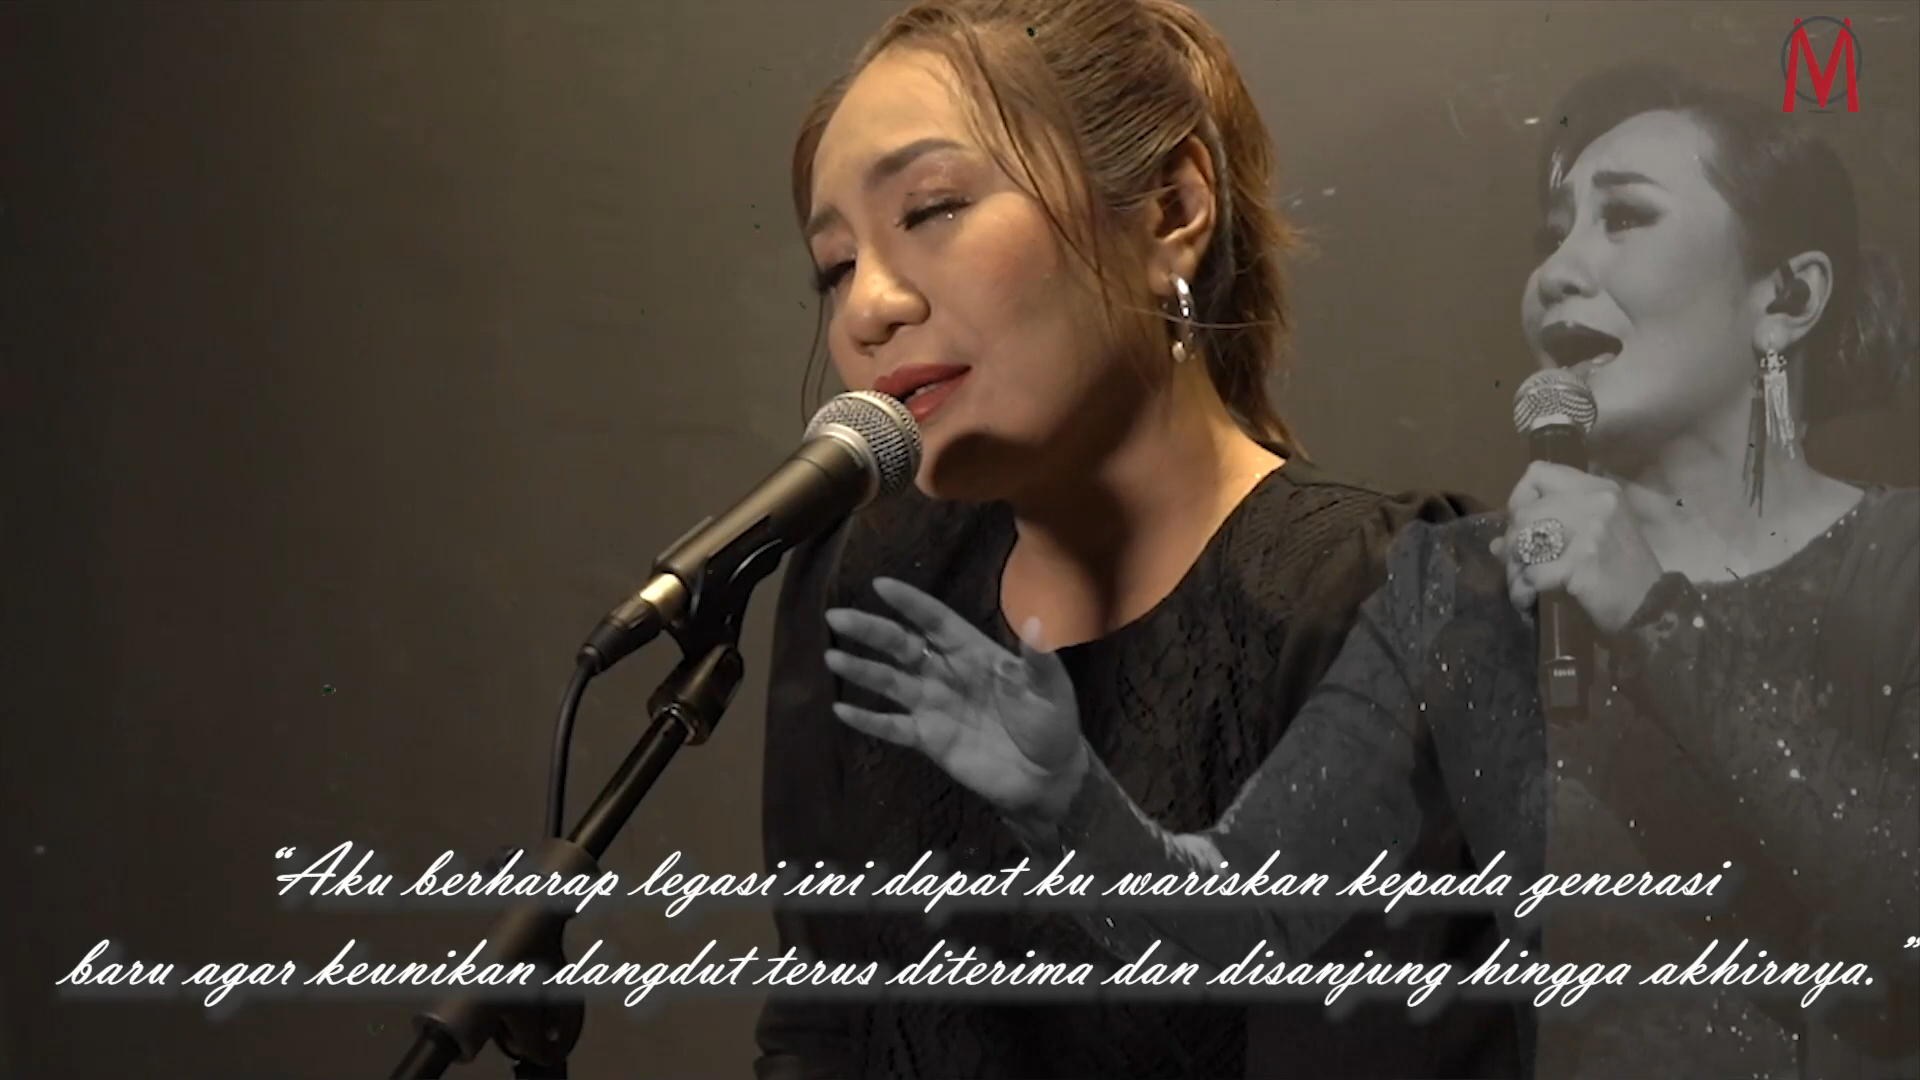 M
“Aku berharap legasi ini dapat ku wariskan kepada generasi
baru agar keunikan dangdut terus diterima dan disanjung hingga akhirnya.”